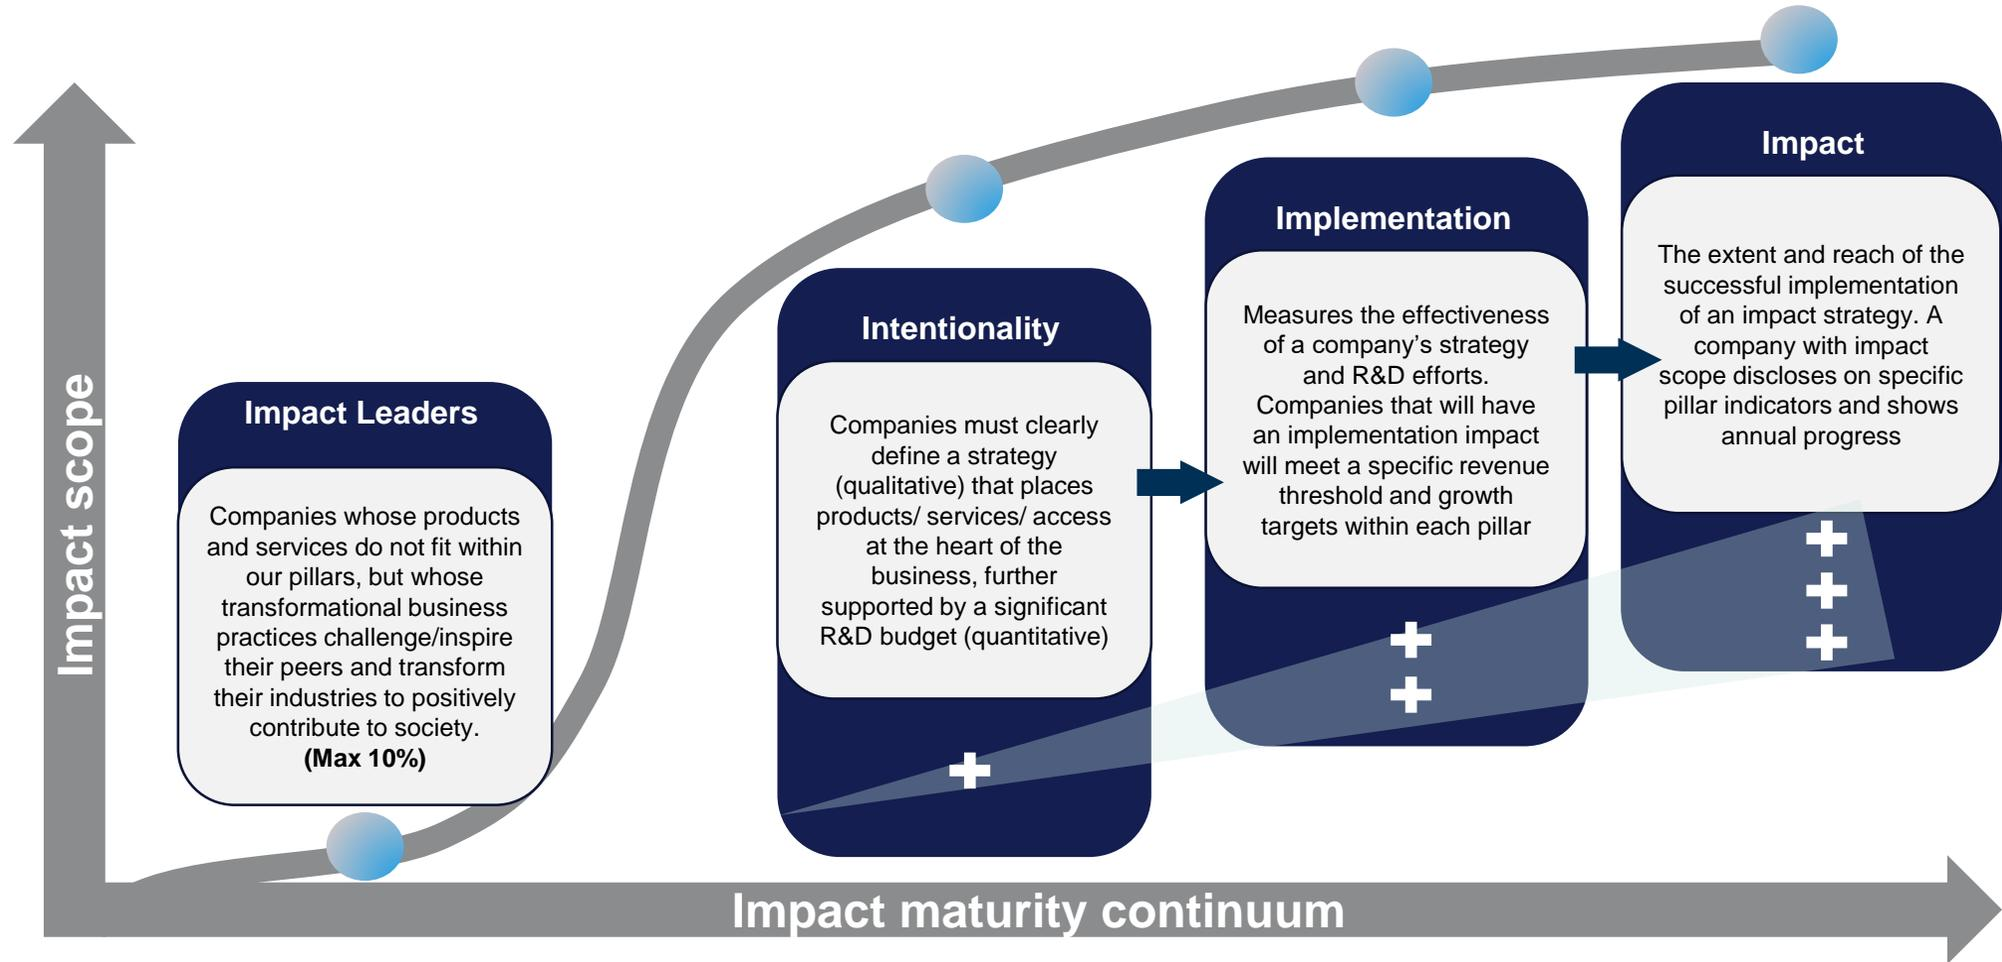 Impact scope
Impact Leaders
Companies whose products
and services do not fit within
our pillars, but whose
transformational business
practices challenge/inspire
their peers and transform
their industries to positively
contribute to society.
(Max 10%)
Intentionality
Companies must clearly
define a strategy
(qualitative) that places
products/ services/ access
at the heart of the
business, further
supported by a significant
R&D budget (quantitative)
Implementation
Measures the effectiveness
of a company’s strategy
and R&D efforts.
Companies that will have
an implementation impact
will meet a specific revenue
threshold and growth
targets within each pillar
Impact
The extent and reach of the
successful implementation
of an impact strategy. A
company with impact
scope discloses on specific
pillar indicators and shows
annual progress
Impact maturity continuum